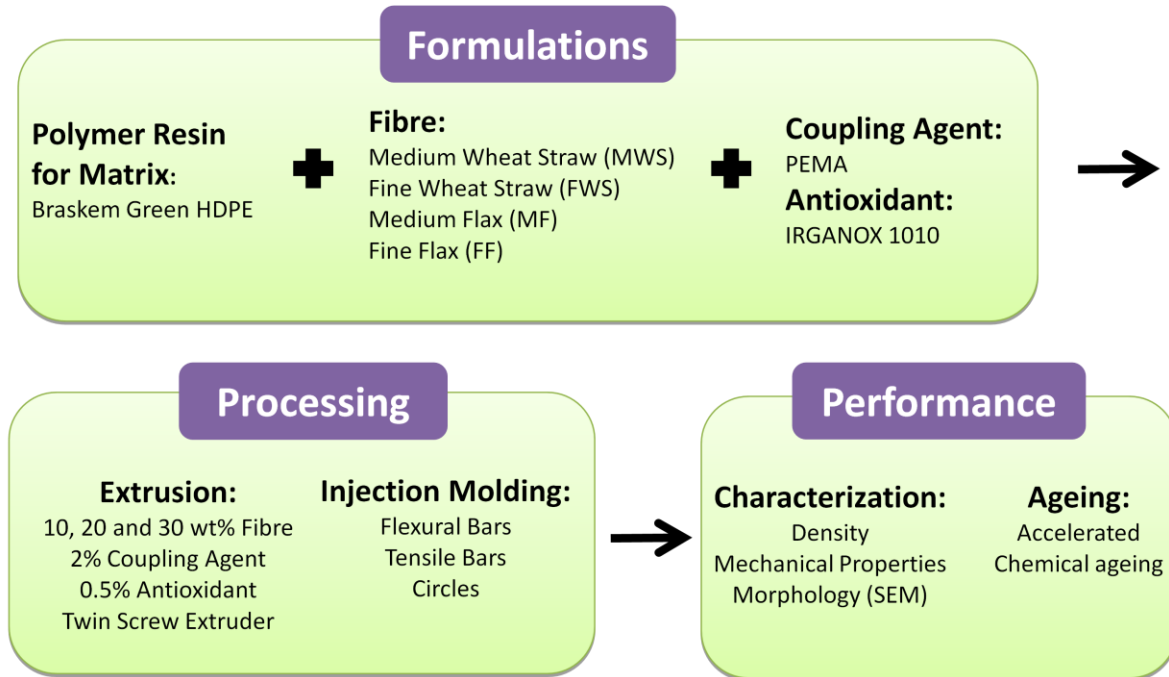 Formulations
Polymer Resin
for Matrix:
Braskem Green HDPE
Fibre:
Medium Wheat Straw (MWS)
Fine Wheat Straw (FWS)
Medium Flax (MF)
Fine Flax (FF)
Coupling Agent:
PEMA
Antioxidant:
IRGANOX 1010
Processing
Extrusion:
10, 20 and 30 wt% Fibre
2% Coupling Agent
0.5% Antioxidant
Twin Screw Extruder
Injection Molding:
Flexural Bars
Tensile Bars
Circles
Performance
Characterization:
Density
Mechanical Properties
Morphology (SEM)
Ageing:
Accelerated
Chemical ageing